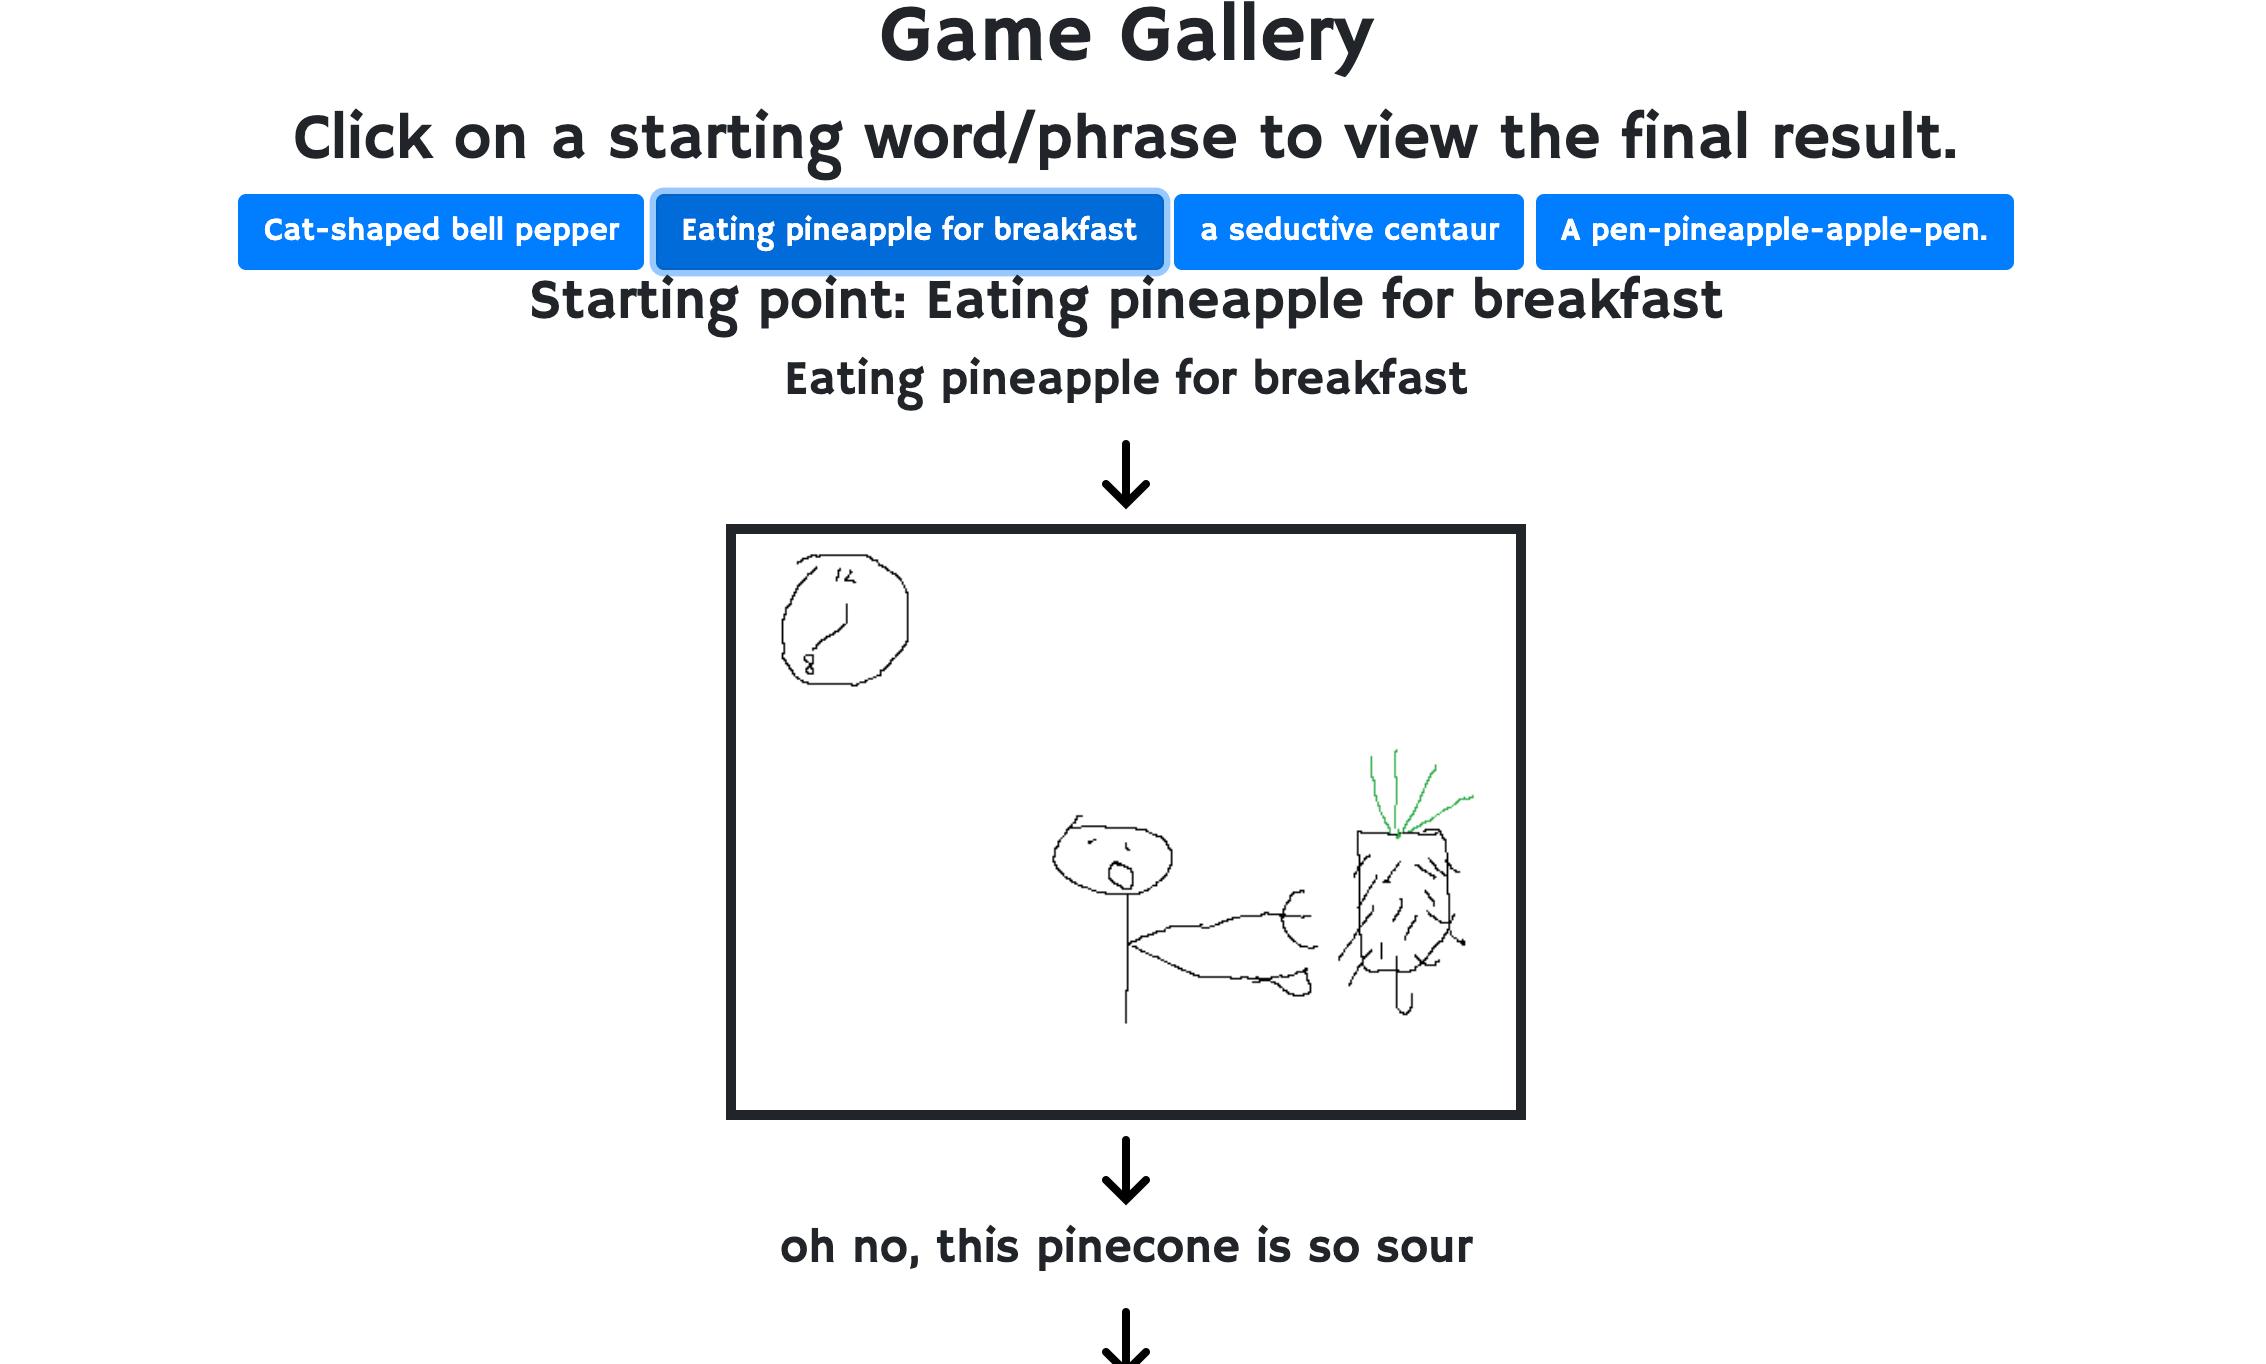 Game Gallery
Click on a starting word/phrase to view the final result.
Cat-shaped bell pepper
Eating pineapple for breakfast
a seductive centaur
A pen-pineapple-apple-pen.
Starting point: Eating pineapple for breakfast
Eating pineapple for breakfast
12
8
oh no, this pinecone is so sour